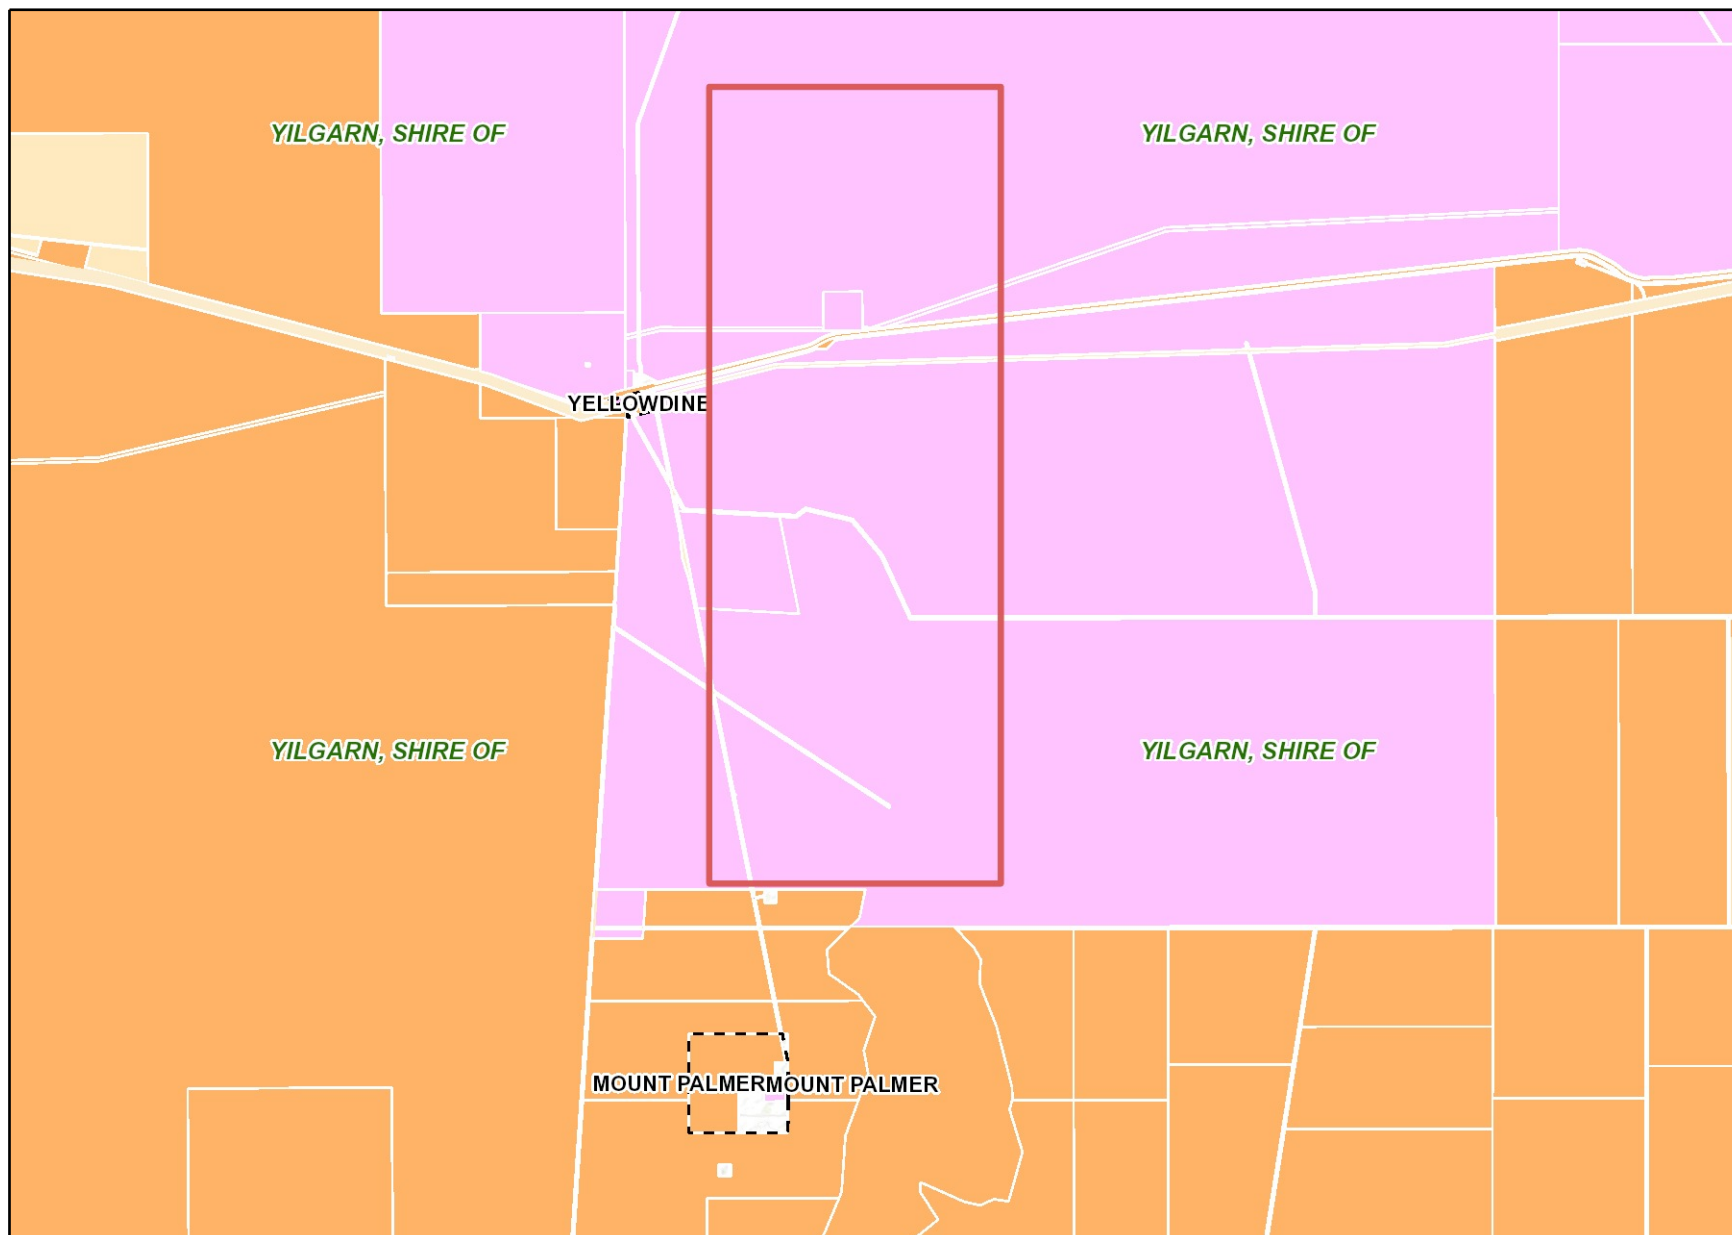 YILGARN, SHIRE OF
YILGARN, SHIRE OF
YELLOWDINE
YILGARN, SHIRE OF
YILGARN, SHIRE OF
MOUNT PALMER
MOUNT PALMER